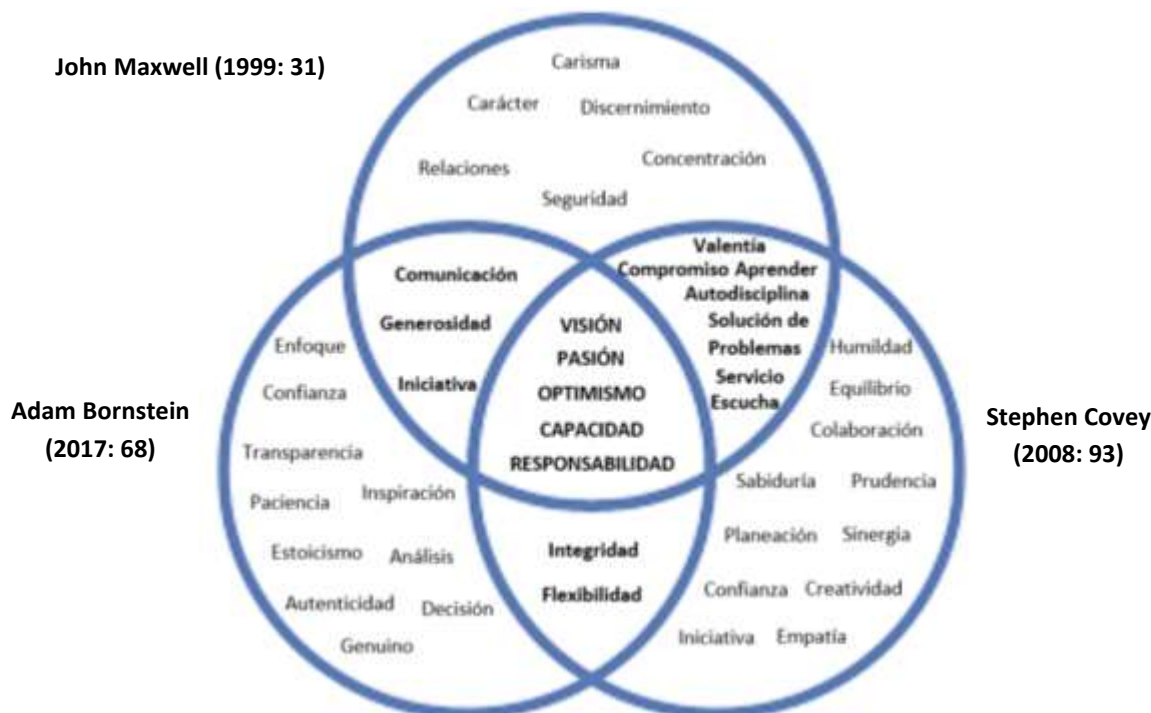 John Maxwell (1999: 31)
Carisma
Carácter
Discernimiento
Relaciones
Concentración
Seguridad
Comunicación
Generosidad
Iniciativa
Valentía
Compromiso Aprender
Autodisciplina
Solución de
Problemas
Servicio
Escucha
VISIÓN
PASIÓN
OPTIMISMO
CAPACIDAD
RESPONSABILIDAD
Adam Bornstein
(2017: 68)
Enfoque
Confianza
Transparencia
Paciencia
Inspiración
Estoicismo
Análisis
Autenticidad
Decisión
Genuino
Integridad
Flexibilidad
Stephen Covey
(2008: 93)
Humildad
Equilibrio
Colaboración
Sabiduría
Prudencia
Planeación
Sinergia
Confianza
Creatividad
Iniciativa
Empatía